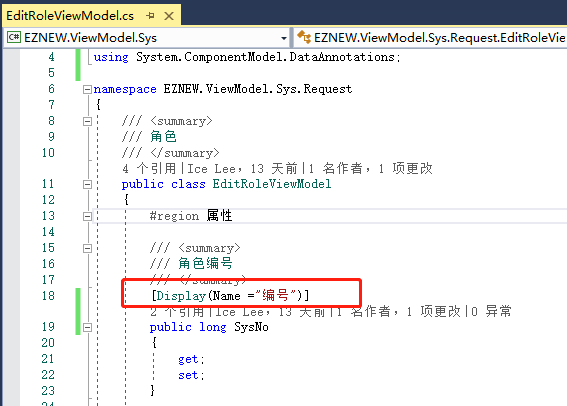 EditRoleViewModel.cs
EZNEW.ViewModel.Sys EZNEW.ViewModel.Sys.Request.EditRoleVie
4 using System.ComponentModel.DataAnnotations;
5
6 namespace EZNEW.ViewModel.Sys.Request
7 {
8 /// <summary>
9 /// 角色
10 /// </summary>
4 个引用|Ice Lee，13 天前|1 名作者，1 项更改
11 public class EditRoleViewModel
12 {
13 #region 属性
14
15 /// <summary>
16 /// 角色编号
17 /// </summary>
18 [Display(Name ="编号")]
2 个引用|Ice Lee，13 天前|1 名作者，1 项更改|0 异常
19 public long SysNo
20 {
21 get;
22 set;
23 }